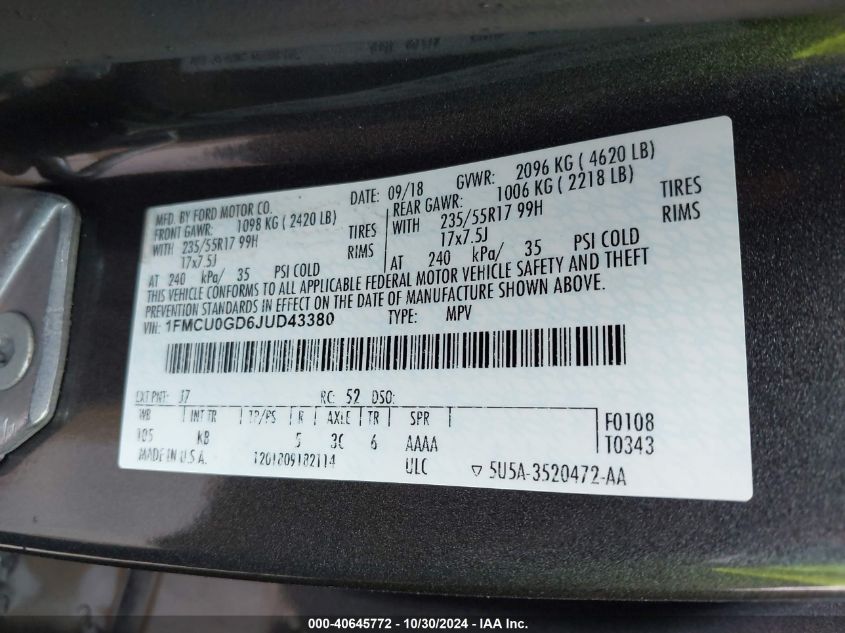 MFD. BY FORD MOTOR CO. DATE: 09/18 GVWR: 2096 KG ( 4620 LB)
FRONT GAWR: 1098 KG ( 2420 LB) REAR GAWR: 1006 KG ( 2218 LB)
WITH 235/55R17 99H TIRES WITH 235/55R17 99H TIRES
17x7.5J RIMS 17x7.5J RIMS
AT 240 kPa/ 35 PSI COLD AT 240 kPa/ 35 PSI COLD
THIS VEHICLE CONFORMS TO ALL APPLICABLE FEDERAL MOTOR VEHICLE SAFETY AND THEFT
PREVENTION STANDARDS IN EFFECT ON THE DATE OF MANUFACTURE SHOWN ABOVE.
VIN: 1FMCU0GD6JUD43380 TYPE: MPV
EXT PNT: J7 RC: 52 DSO:
WB INT TR TP/PS R AXLE TR SPR F0108
105 KB 5 3C 6 AAAA T0343
MADE IN U.S.A. 1201809182114 ULC ▽ 5U5A-3520472-AA
000-40645772 - 10/30/2024 - IAAI Inc.